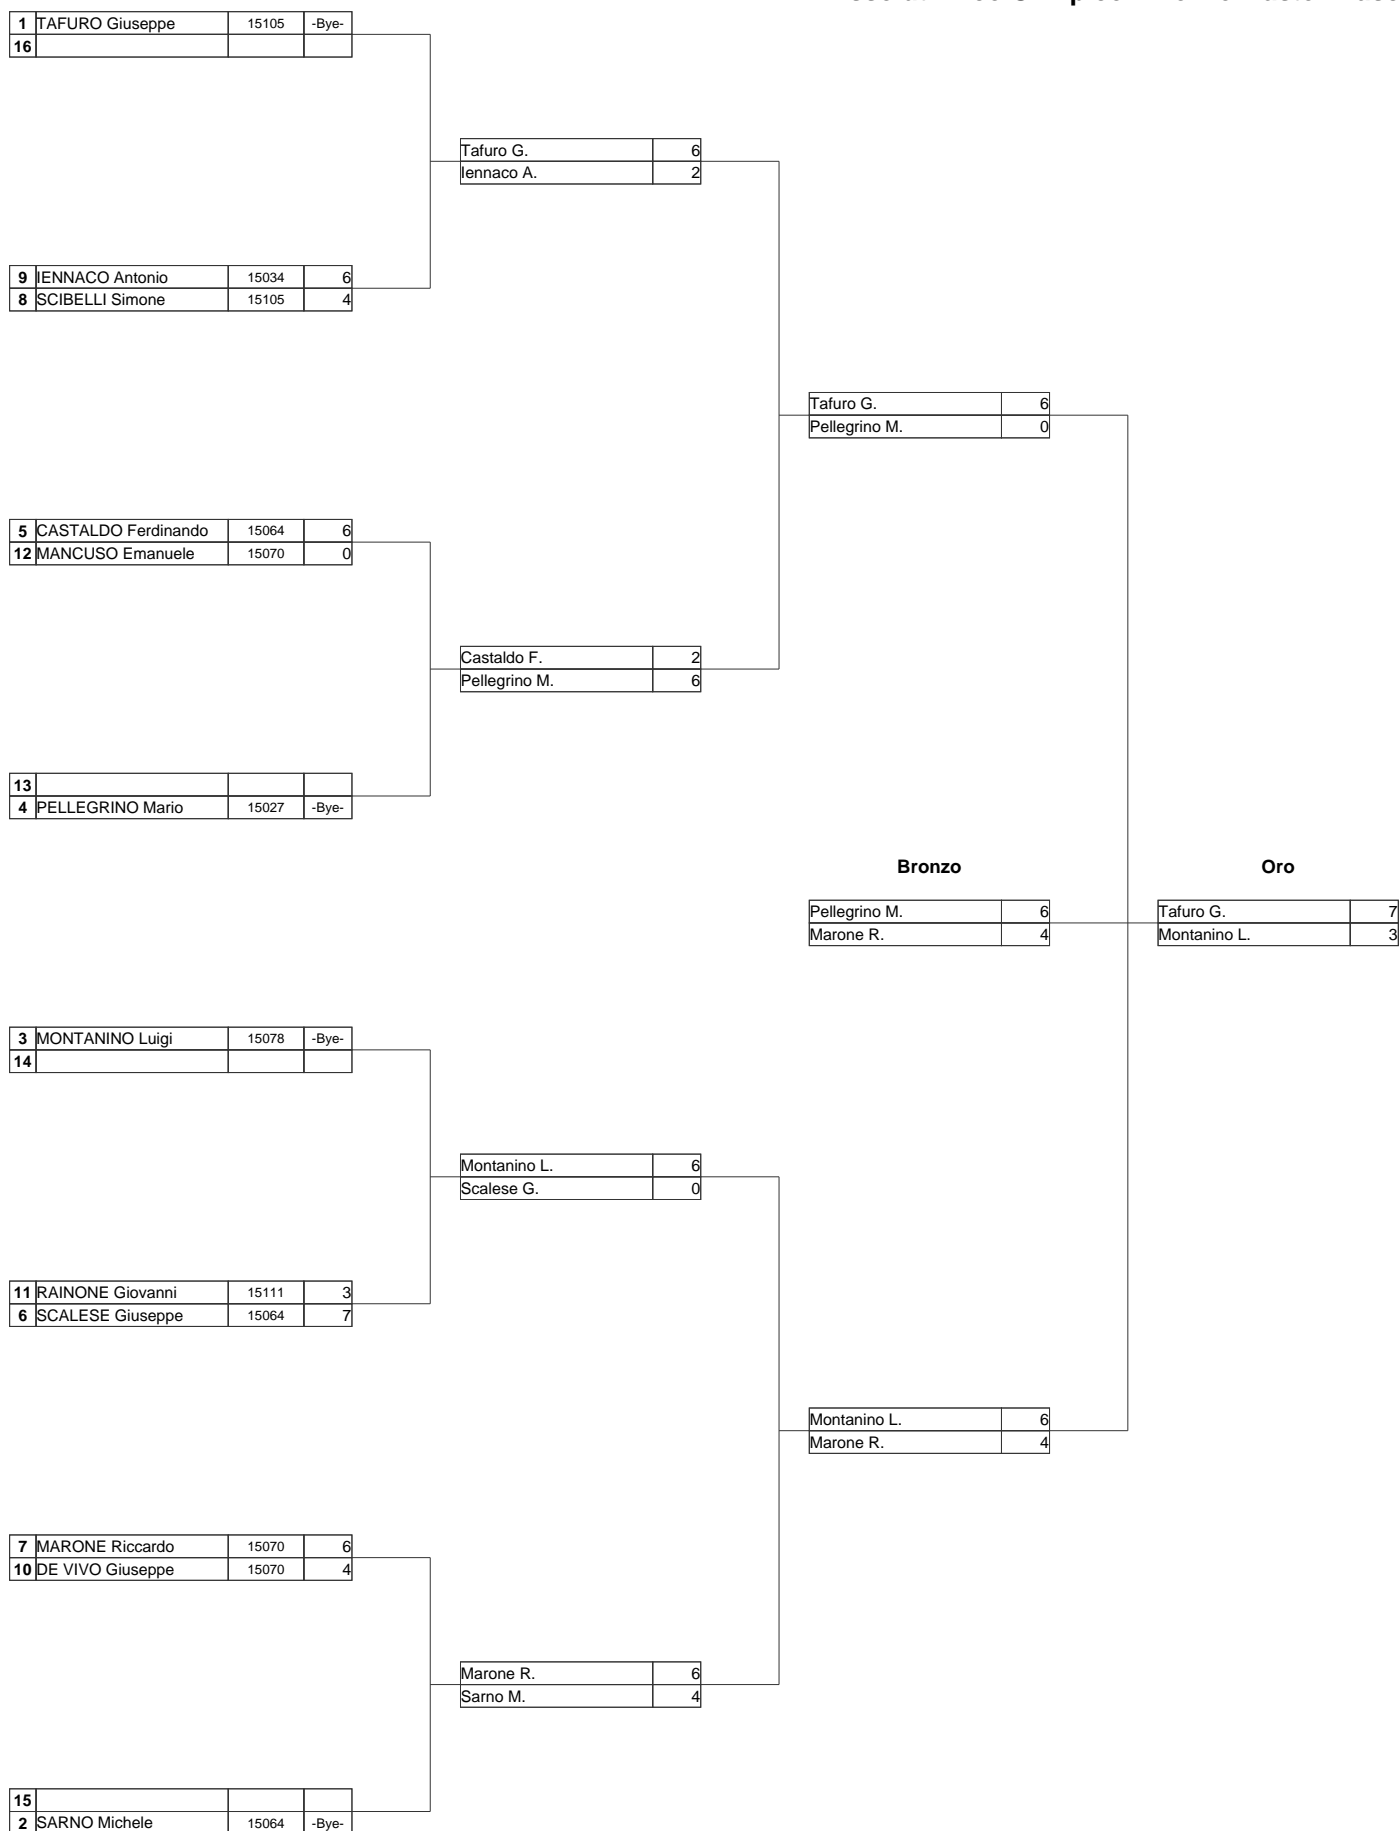 1 TAFURO Giuseppe 15105 -Bye-
16
Tafuro G. 6
Iennaco A. 2
9 IENNACO Antonio 15034 6
8 SCIBELLI Simone 15105 4
Tafuro G. 6
Pellegrino M. 0
5 CASTALDO Ferdinando 15064 6
12 MANCUSO Emanuele 15070 0
Castaldo F. 2
Pellegrino M. 6
13
4 PELLEGRINO Mario 15027 -Bye-
Bronzo Oro
Pellegrino M. 6 Tafuro G. 7
Marone R. 4 Montanino L. 3
3 MONTANINO Luigi 15078 -Bye-
14
Montanino L. 6
Scalese G. 0
11 RAINONE Giovanni 15111 3
6 SCALESE Giuseppe 15064 7
Montanino L. 6
Marone R. 4
7 MARONE Riccardo 15070 6
10 DE VIVO Giuseppe 15070 4
Marone R. 6
Sarno M. 4
15
2 SARNO Michele 15064 -Bye-